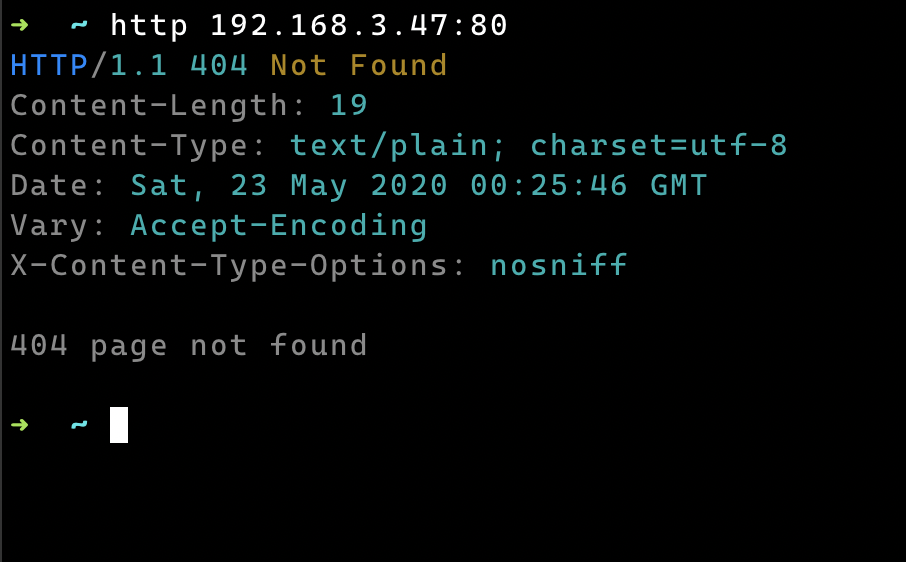 ➜  ~ http 192.168.3.47:80
HTTP/1.1 404 Not Found
Content-Length: 19
Content-Type: text/plain; charset=utf-8
Date: Sat, 23 May 2020 00:25:46 GMT
Vary: Accept-Encoding
X-Content-Type-Options: nosniff

404 page not found

➜  ~